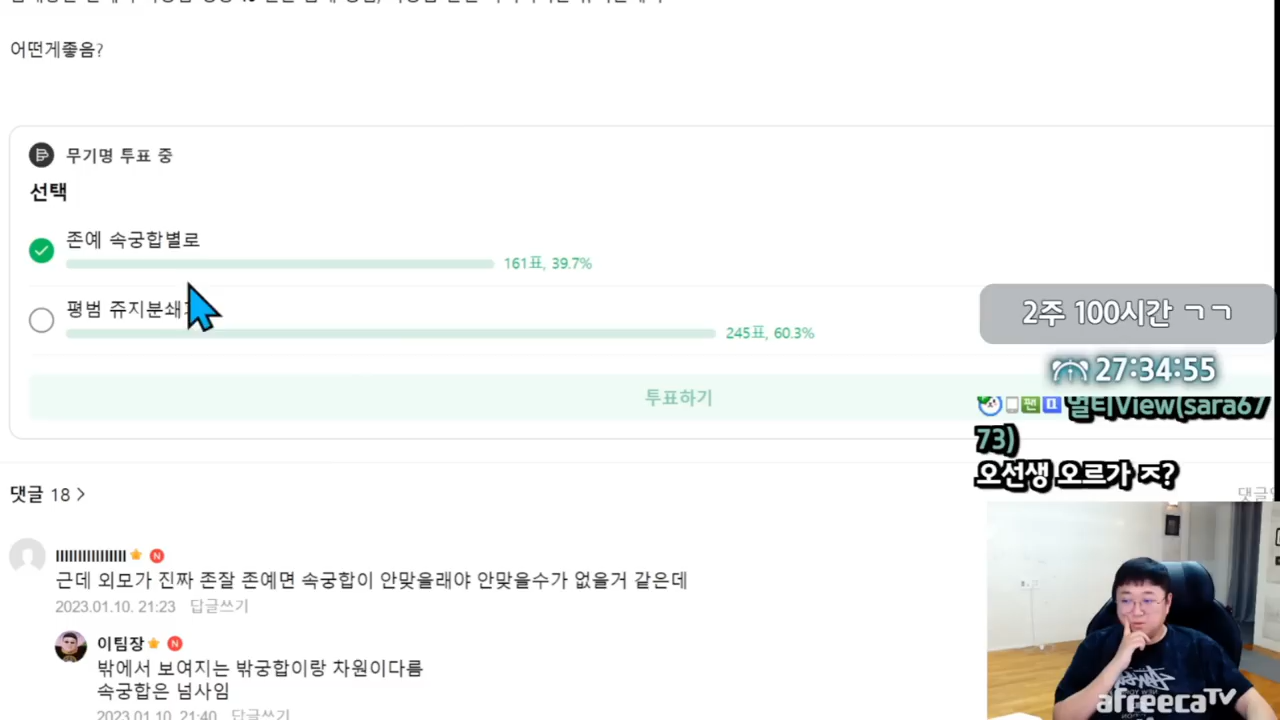 어떤게좋음?
무기명 투표 중
선택
존예 속궁합별로
161표, 39.7%
평범 쥬지분쇄
245표, 60.3%
투표하기
2주 100시간 ㄱㄱ
27:34:55
멀티View(sara67
73)
오선생 오르가 ㅈ?
댓글 18 >
댓글
IIIIIIIIIIIIIIII N
근데 외모가 진짜 존잘 존예면 속궁합이 안맞을래야 안맞을수가 없을거 같은데
2023.01.10. 21:23 답글쓰기
이팀장 N
밖에서 보여지는 밖궁합이랑 차원이다름
속궁합은 넘사임
2023.01.10. 21:40 답글쓰기
afreecaTV